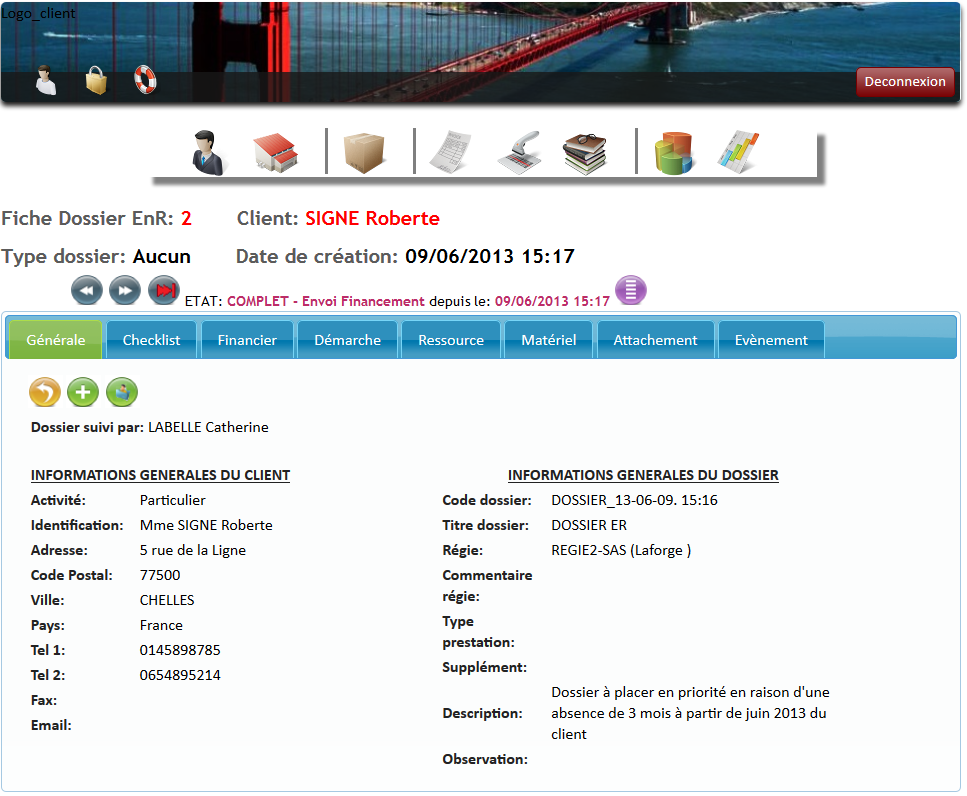 Logo_client
Deconnexion
Fiche Dossier EnR: 2 Client: SIGNE Roberte
Type dossier: Aucun Date de création: 09/06/2013 15:17
ETAT: COMPLET - Envoi Financement depuis le: 09/06/2013 15:17
Générale Checklist Financier Démarche Ressource Matériel Attachement Evènement
Dossier suivi par: LABELLE Catherine
INFORMATIONS GENERALES DU CLIENT
Activité: Particulier
Identification: Mme SIGNE Roberte
Adresse: 5 rue de la Ligne
Code Postal: 77500
Ville: CHELLES
Pays: France
Tel 1: 0145898785
Tel 2: 0654895214
Fax:
Email:
INFORMATIONS GENERALES DU DOSSIER
Code dossier: DOSSIER_13-06-09. 15:16
Titre dossier: DOSSIER ER
Régie: REGIE2-SAS (Laforge )
Commentaire
régie:
Type
prestation:
Supplément:
Description: Dossier à placer en priorité en raison d'une
absence de 3 mois à partir de juin 2013 du
client
Observation: